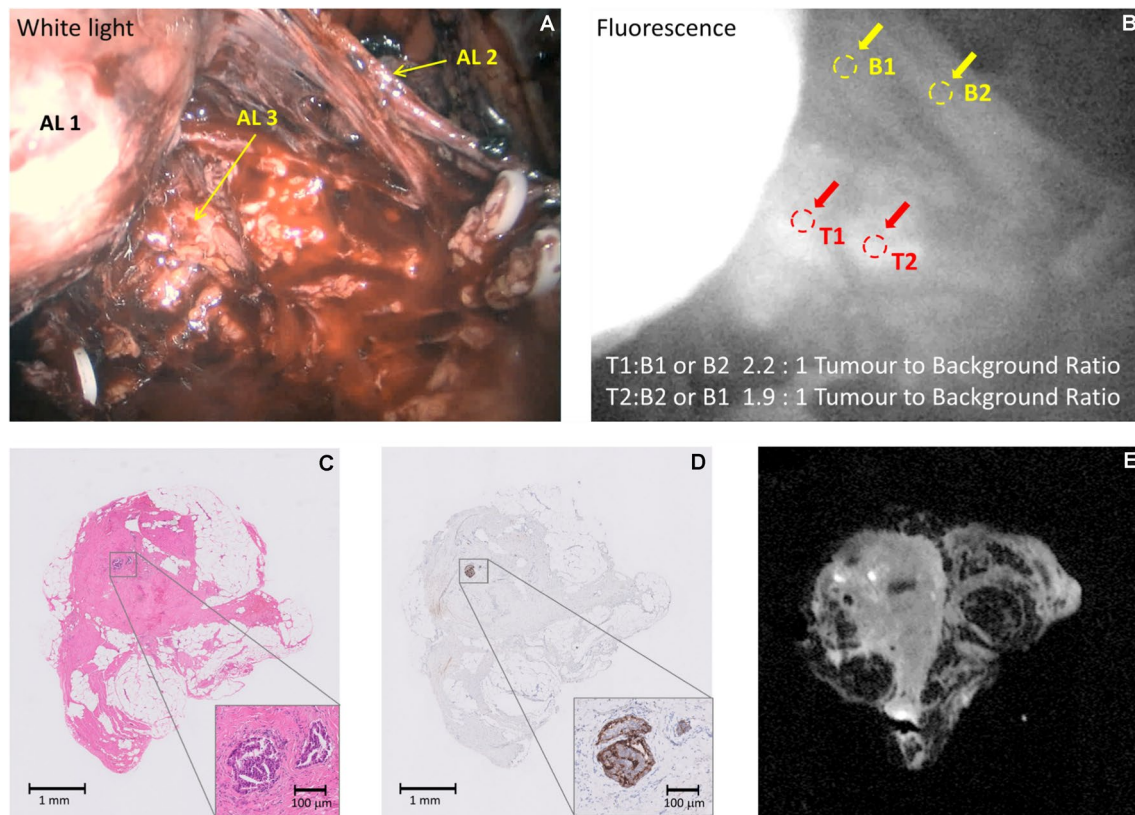 White light
A
AL 1
AL 2
AL 3
Fluorescence
B
B1
B2
T1
T2
T1:B1 or B2 2.2 : 1 Tumour to Background Ratio
T2:B2 or B1 1.9 : 1 Tumour to Background Ratio
C
1 mm
100 µm
D
1 mm
100 µm
E